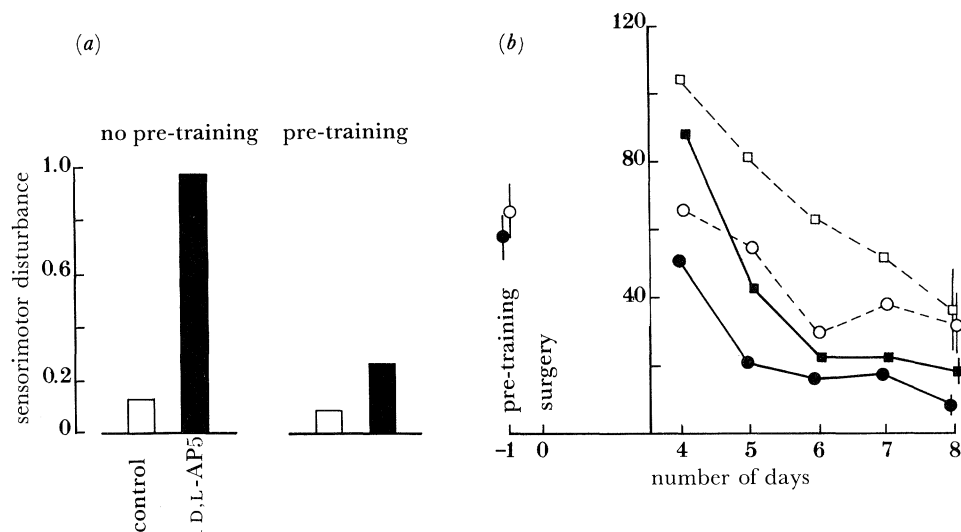 (a)
no pre-training
pre-training
sensorimotor disturbance
1.0
0.6
0.2
0
control
D,L-AP5
(b)
120
80
40
pre-training
surgery
-1
0
4
5
6
7
8
number of days